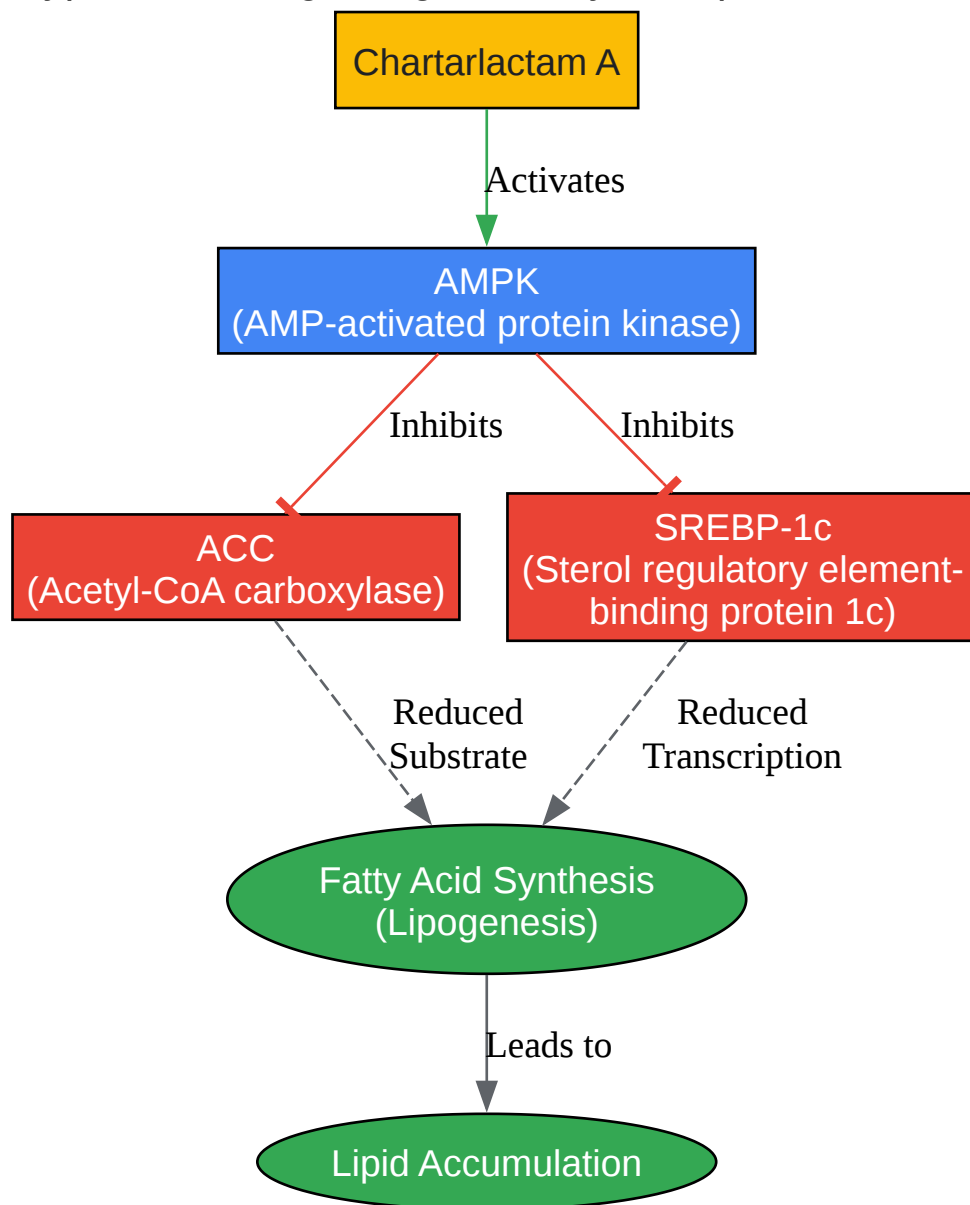 Chartarlactam A
Activates
AMPK
(AMP-activated protein kinase)
Inhibits
Inhibits
ACC
(Acetyl-CoA carboxylase)
SREBP-1c
(Sterol regulatory element-
binding protein 1c)
Reduced
Substrate
Reduced
Transcription
Fatty Acid Synthesis
(Lipogenesis)
Leads to
Lipid Accumulation